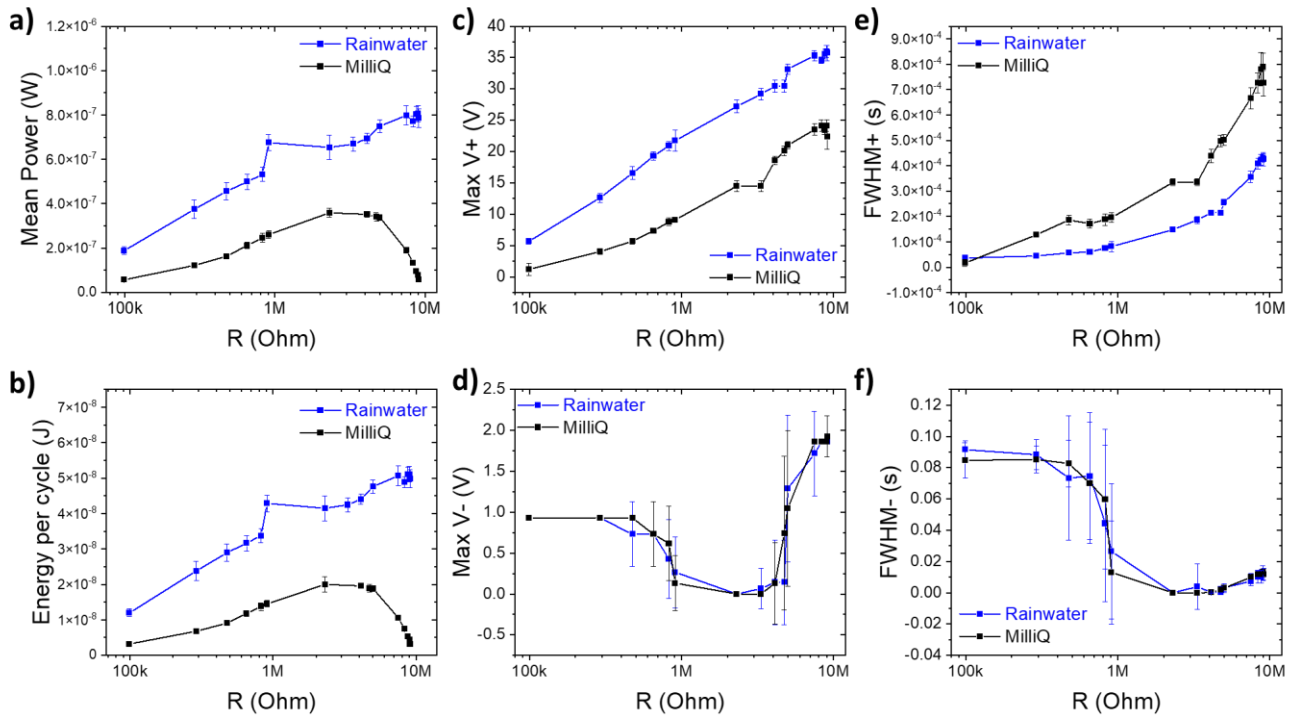 a)
1.2×10⁻⁶
1.0×10⁻⁶
8.0×10⁻⁷
6.0×10⁻⁷
4.0×10⁻⁷
2.0×10⁻⁷
0.0
Mean Power (W)
Rainwater
MilliQ
100k
1M
10M
R (Ohm)
c)
40
35
30
25
20
15
10
5
0
Max V+ (V)
Rainwater
MilliQ
100k
1M
10M
R (Ohm)
e)
9.0×10⁻⁴
8.0×10⁻⁴
7.0×10⁻⁴
6.0×10⁻⁴
5.0×10⁻⁴
4.0×10⁻⁴
3.0×10⁻⁴
2.0×10⁻⁴
1.0×10⁻⁴
0.0
-1.0×10⁻⁴
FWHM+ (s)
Rainwater
MilliQ
100k
1M
10M
R (Ohm)
b)
7×10⁻⁸
6×10⁻⁸
5×10⁻⁸
4×10⁻⁸
3×10⁻⁸
2×10⁻⁸
1×10⁻⁸
0
Energy per cycle (J)
Rainwater
MilliQ
100k
1M
10M
R (Ohm)
d)
2.5
2.0
1.5
1.0
0.5
0.0
-0.5
Max V- (V)
Rainwater
MilliQ
100k
1M
10M
R (Ohm)
f)
0.12
0.10
0.08
0.06
0.04
0.02
0.00
-0.02
-0.04
FWHM- (s)
Rainwater
MilliQ
100k
1M
10M
R (Ohm)